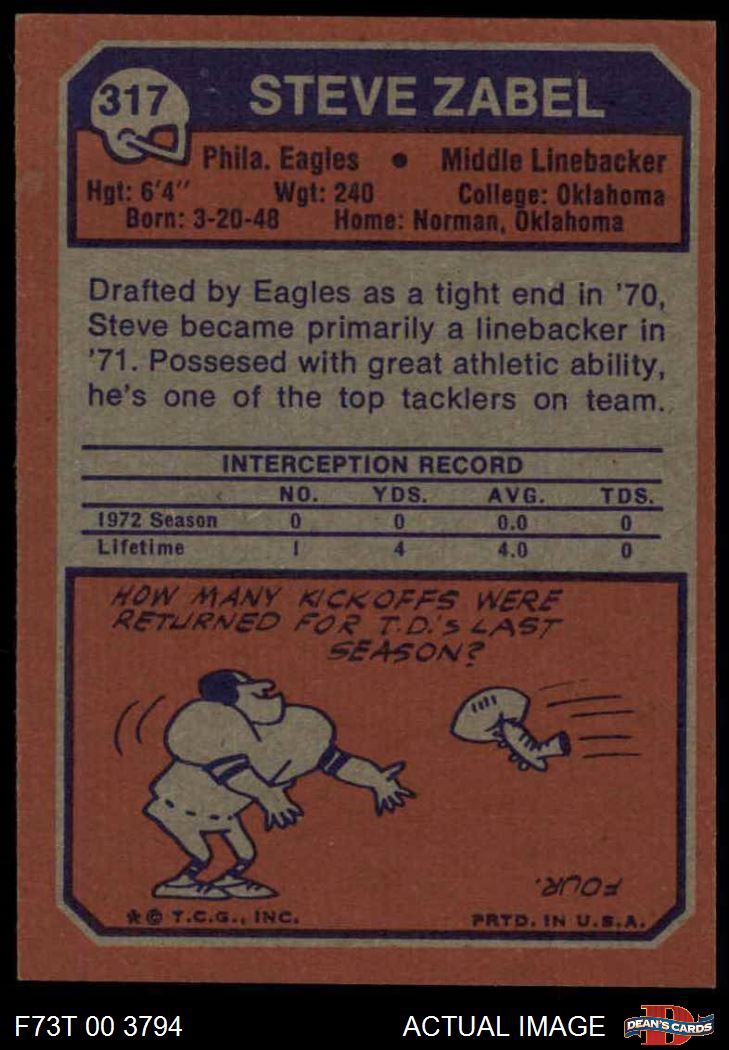 317
STEVE ZABEL
Phila. Eagles • Middle Linebacker
Hgt: 6'4" Wgt: 240 College: Oklahoma
Born: 3-20-48 Home: Norman, Oklahoma
Drafted by Eagles as a tight end in '70,
Steve became primarily a linebacker in
'71. Possesed with great athletic ability,
he's one of the top tacklers on team.
INTERCEPTION RECORD
NO. YDS. AVG. TDS.
1972 Season 0 0 0.0 0
Lifetime 1 4 4.0 0
HOW MANY KICKOFFS WERE
RETURNED FOR T.D.'s LAST
SEASON?
FOUR.
★ © T.C.G., INC. PRTD. IN U.S.A.
F73T 00 3794 ACTUAL IMAGE DEAN'S CARDS